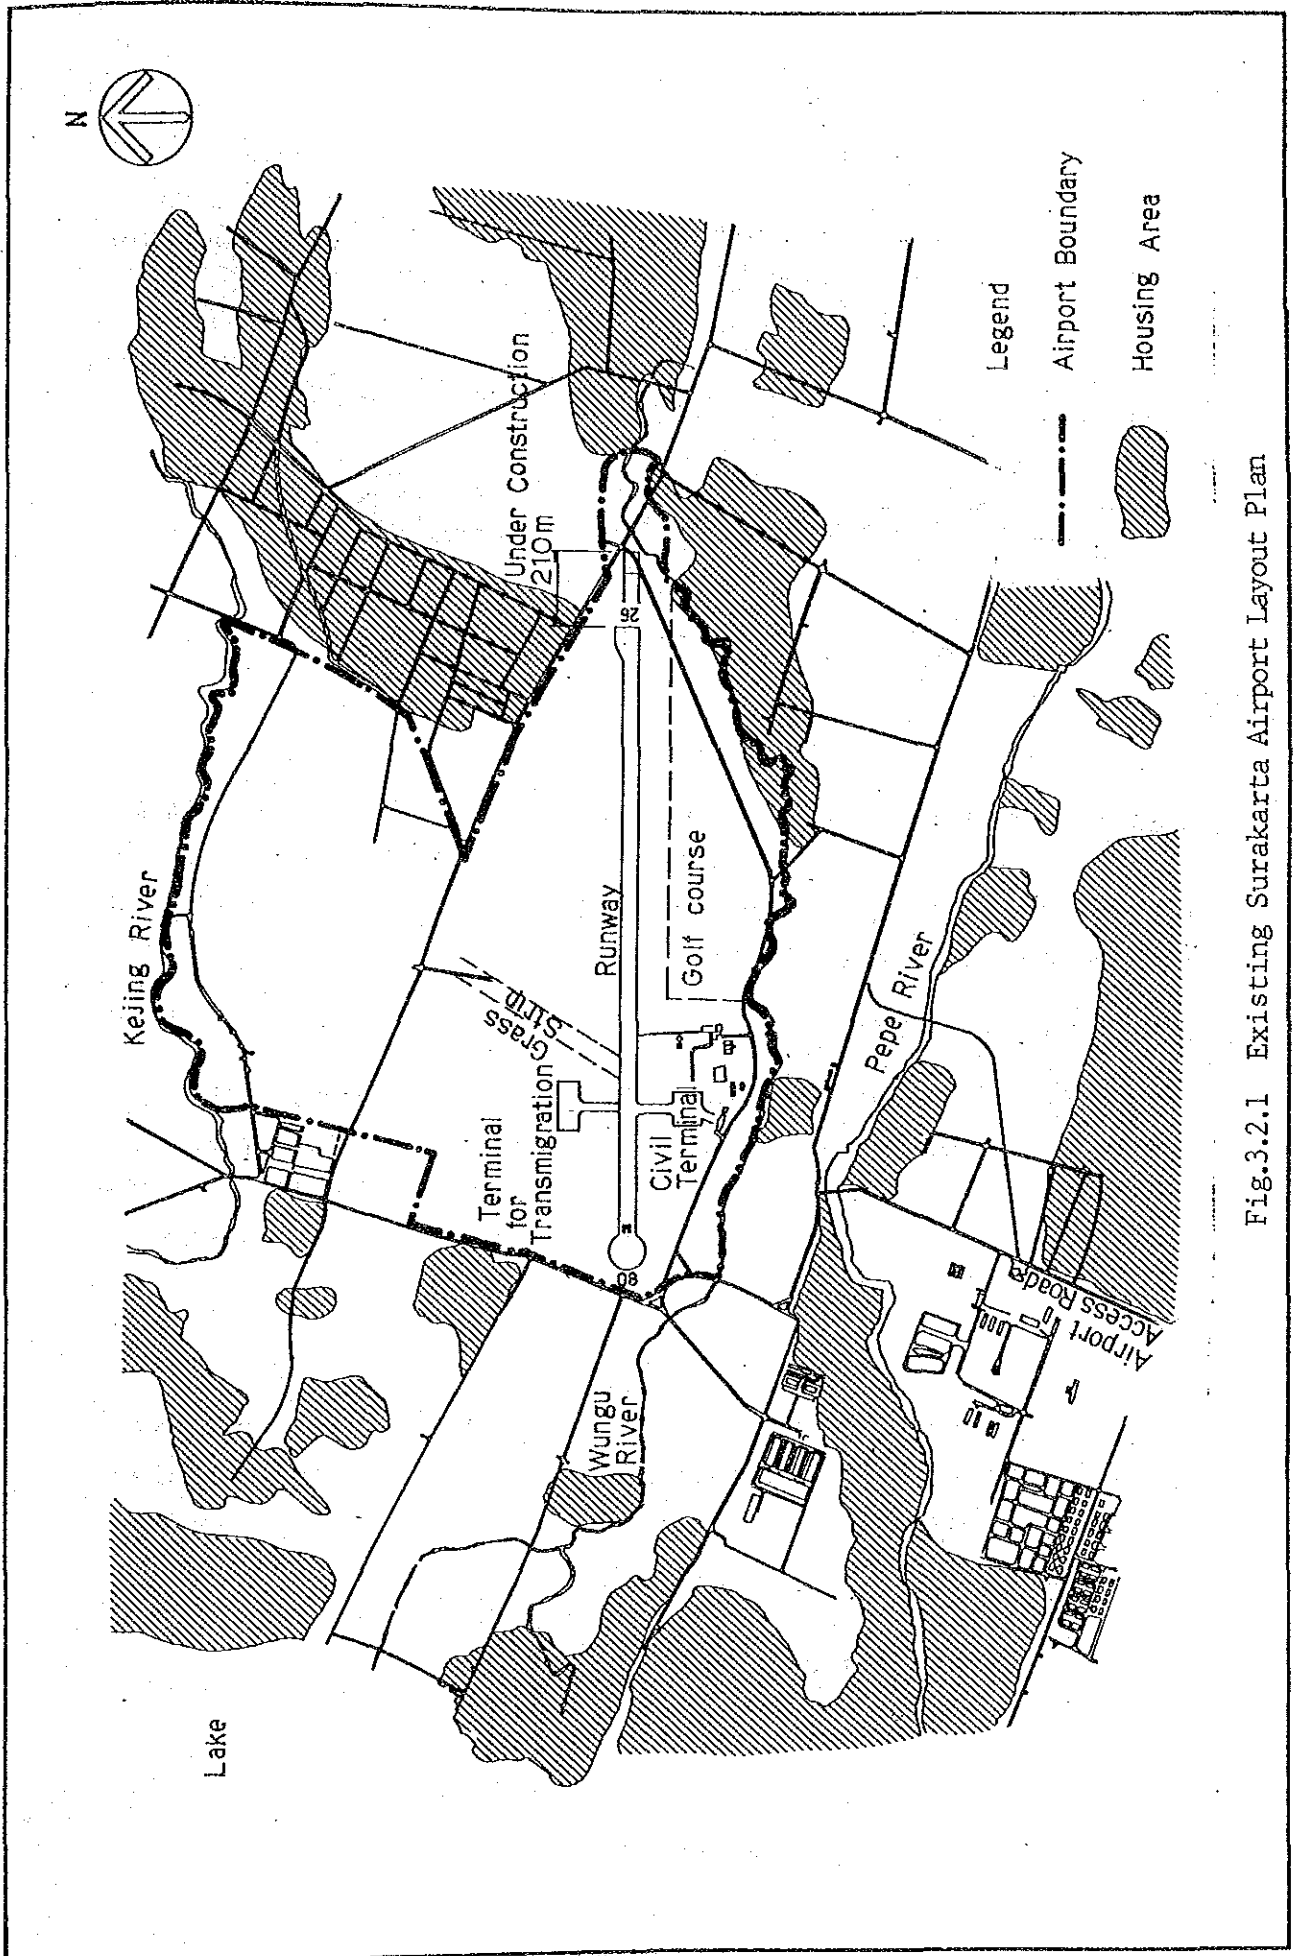 N
Kejing River
Under Construction
210m
26
Runway
Golf course
Grass
Strip
Terminal
for
Transmigration
Civil
Terminal
08
Wungu
River
Pepe River
Airport
Access Road
Lake
Legend
Airport Boundary
Housing Area
Fig.3.2.1 Existing Surakarta Airport Layout Plan